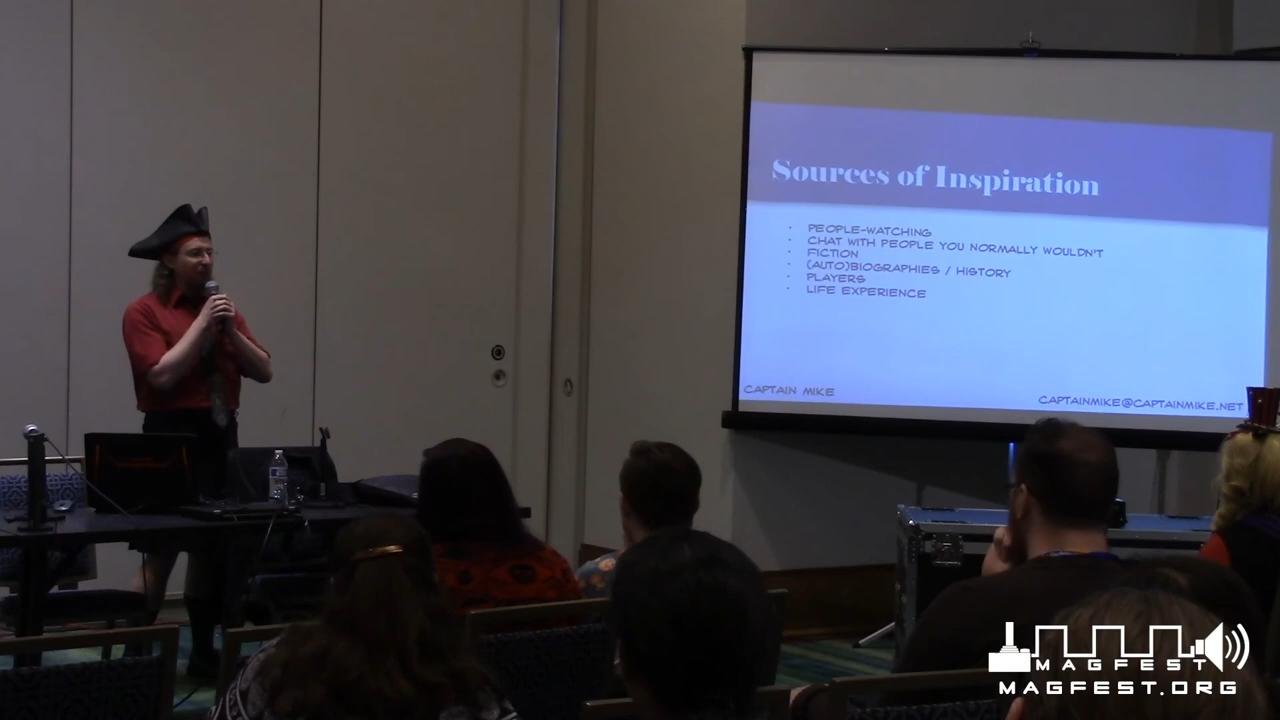 Sources of Inspiration
· PEOPLE-WATCHING
· CHAT WITH PEOPLE YOU NORMALLY WOULDN'T
· FICTION
· (AUTO)BIOGRAPHIES / HISTORY
· PLAYERS
· LIFE EXPERIENCE
CAPTAIN MIKE
CAPTAINMIKE@CAPTAINMIKE.NET
MAGFEST
MAGFEST.ORG